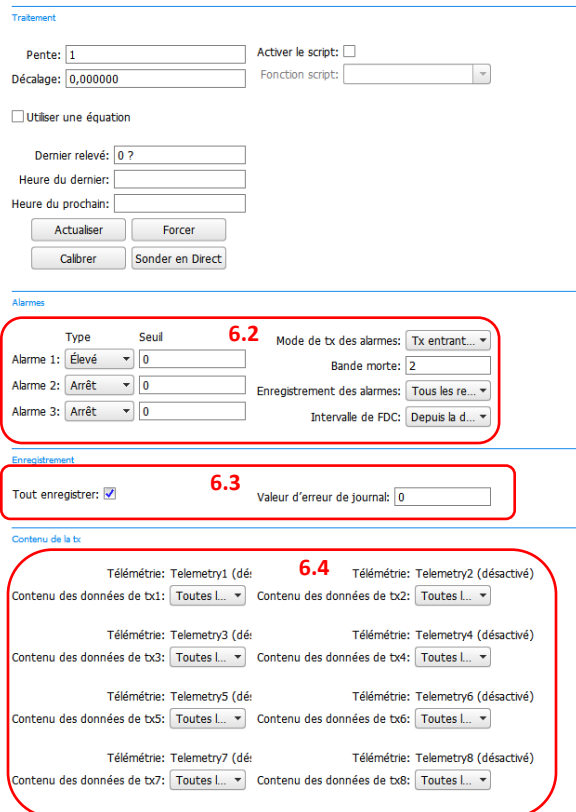 Traitement
Pente: 1 Activer le script:
Décalage: 0,000000 Fonction script:
Utiliser une équation
Dernier relevé: 0 ?
Heure du dernier:
Heure du prochain:
Actualiser Forcer
Calibrer Sonder en Direct
Alarmes
Type Seuil 6.2 Mode de tx des alarmes: Tx entrant...
Alarme 1: Élevé 0 Bande morte: 2
Alarme 2: Arrêt 0 Enregistrement des alarmes: Tous les re...
Alarme 3: Arrêt 0 Intervalle de FDC: Depuis la d...
Enregistrement
Tout enregistrer: 6.3 Valeur d'erreur de journal: 0
Contenu de la tx
6.4
Télémétrie: Telemetry1 (dés Télémétrie: Telemetry2 (désactivé)
Contenu des données de tx1: Toutes l... Contenu des données de tx2: Toutes l...
Télémétrie: Telemetry3 (dés Télémétrie: Telemetry4 (désactivé)
Contenu des données de tx3: Toutes l... Contenu des données de tx4: Toutes l...
Télémétrie: Telemetry5 (dés Télémétrie: Telemetry6 (désactivé)
Contenu des données de tx5: Toutes l... Contenu des données de tx6: Toutes l...
Télémétrie: Telemetry7 (dés Télémétrie: Telemetry8 (désactivé)
Contenu des données de tx7: Toutes l... Contenu des données de tx8: Toutes l...